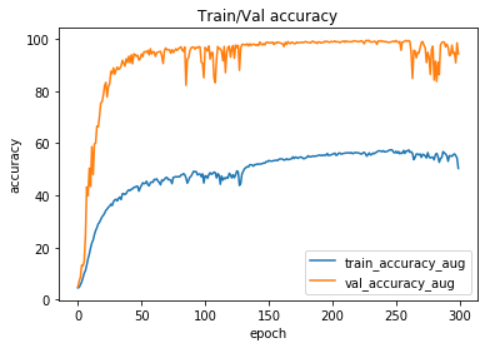 Train/Val accuracy
100
80
60
40
20
0
accuracy
train_accuracy_aug
val_accuracy_aug
0 50 100 150 200 250 300
epoch